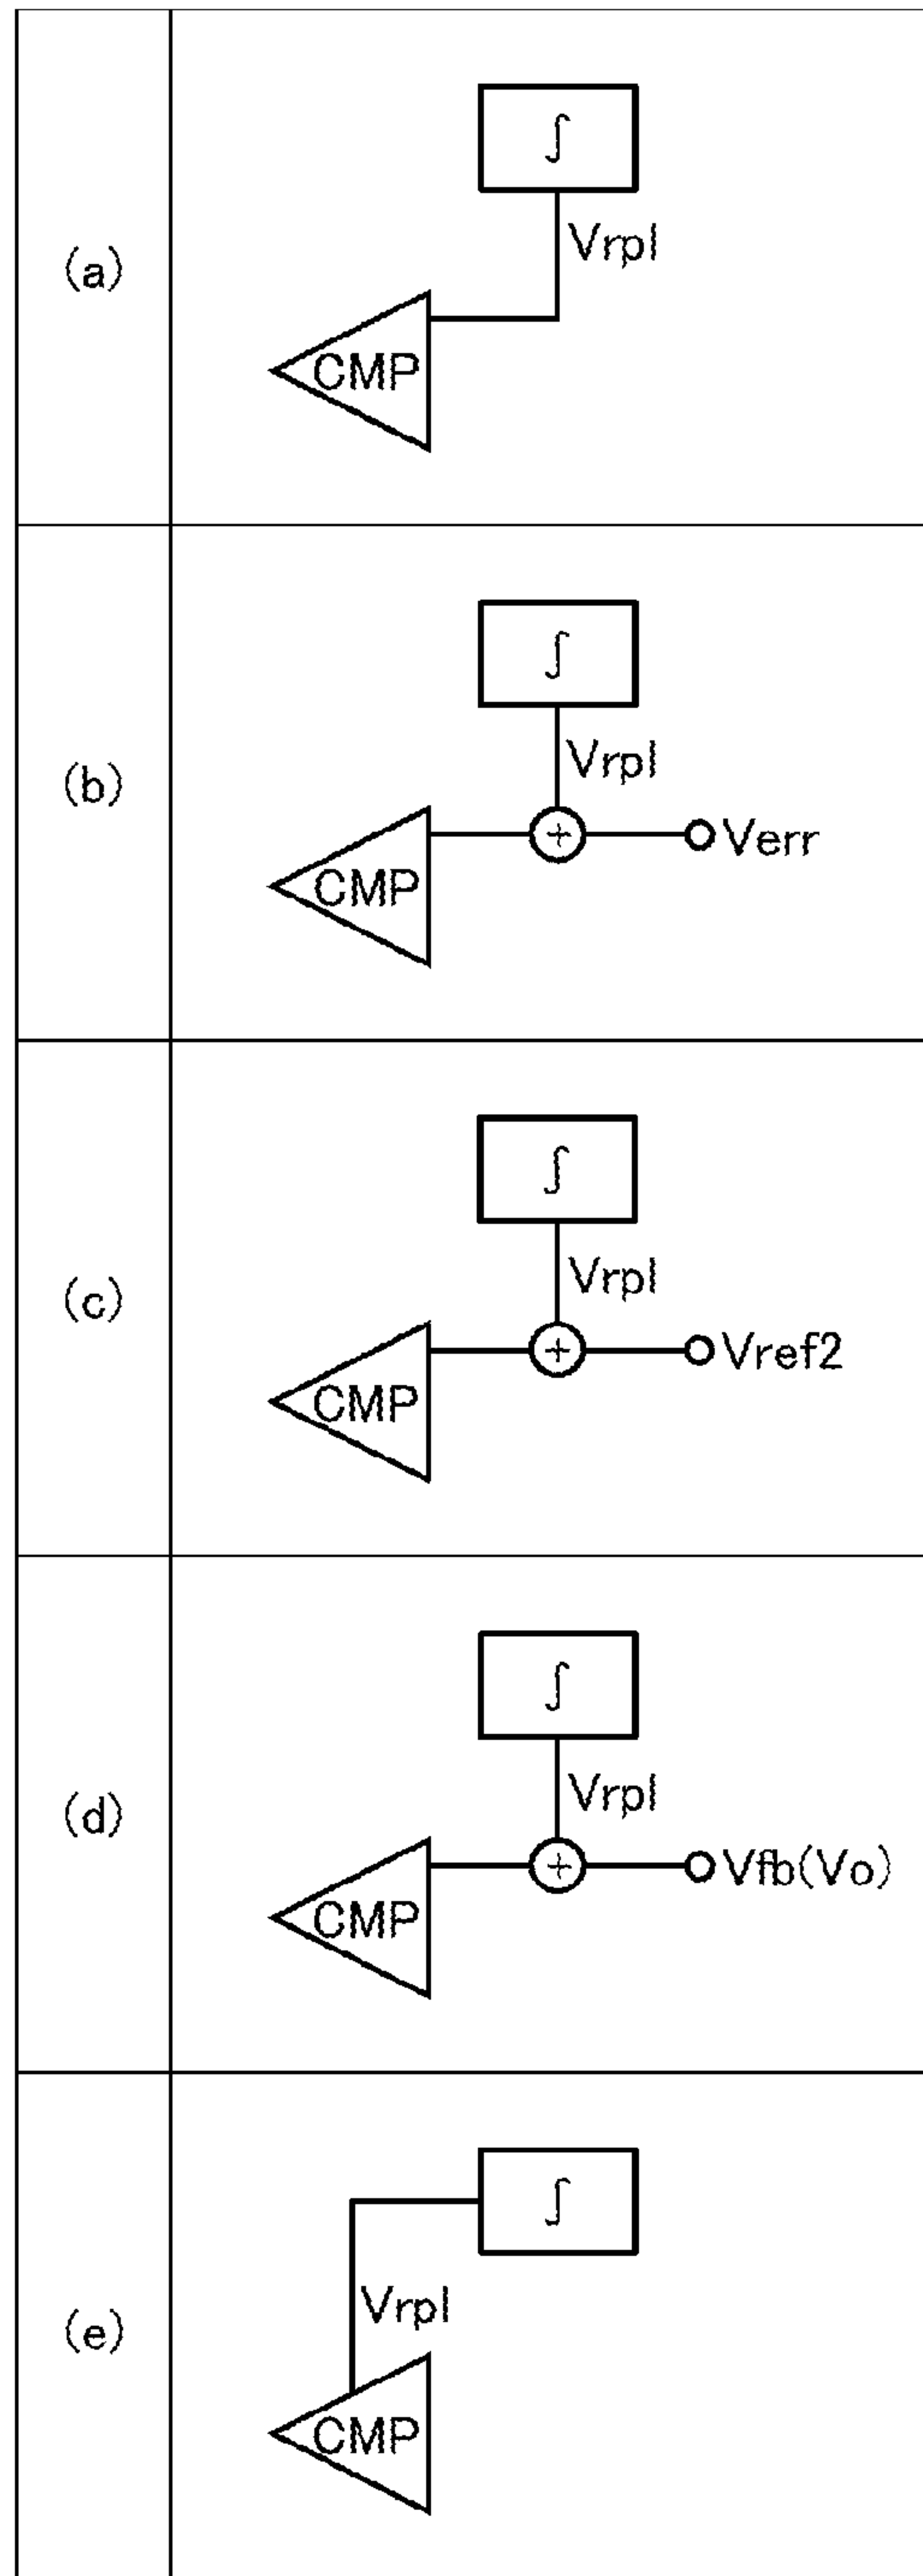 ∫
Vrpl
(a)
CMP
∫
Vrpl
(b)
Verr
CMP
∫
Vrpl
(c)
Vref2
CMP
∫
Vrpl
(d)
Vfb(Vo)
CMP
∫
Vrpl
(e)
CMP